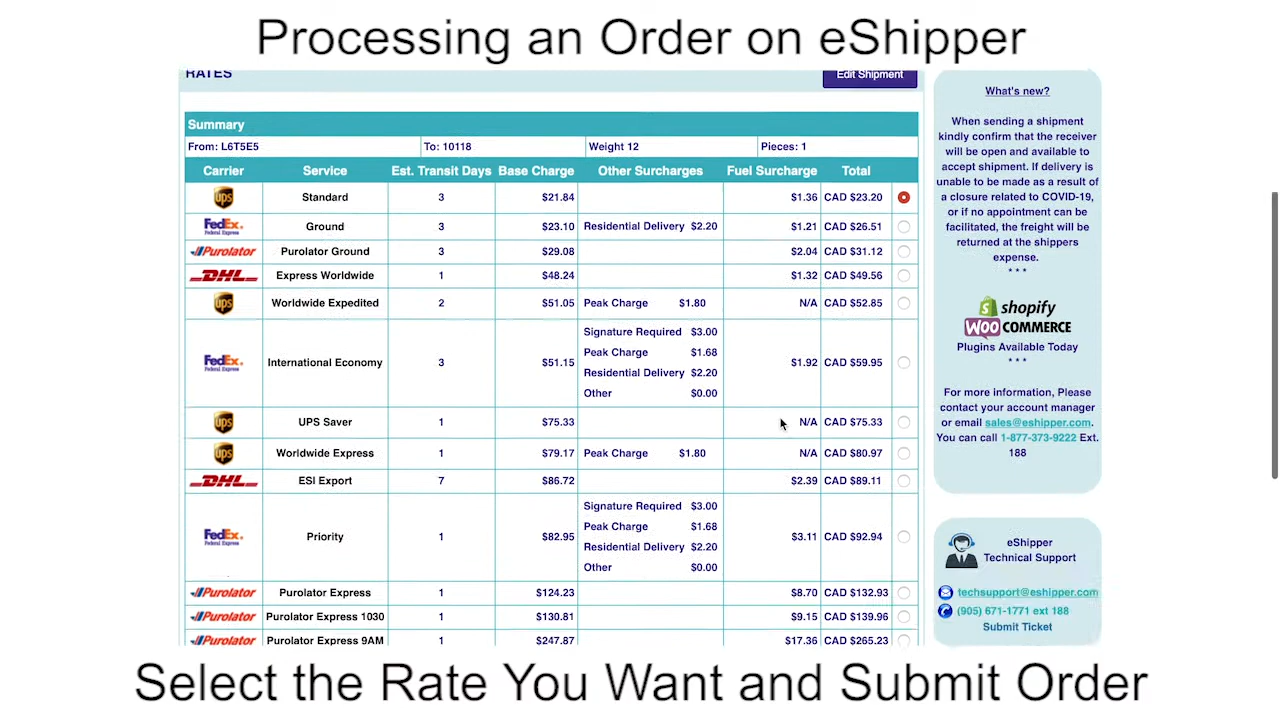 Processing an Order on eShipper
RATES
Edit Shipment
Summary
From: L6T5E5 To: 10118 Weight 12 Pieces: 1
Carrier Service Est. Transit Days Base Charge Other Surcharges Fuel Surcharge Total
ups Standard 3 $21.84 $1.36 CAD $23.20
FedEx. Federal Express Ground 3 $23.10 Residential Delivery $2.20 $1.21 CAD $26.51
Purolator Purolator Ground 3 $29.08 $2.04 CAD $31.12
DHL Express Worldwide 1 $48.24 $1.32 CAD $49.56
ups Worldwide Expedited 2 $51.05 Peak Charge $1.80 N/A CAD $52.85
FedEx. Federal Express International Economy 3 $51.15 Signature Required $3.00
Peak Charge $1.68
Residential Delivery $2.20
Other $0.00
$1.92 CAD $59.95
ups UPS Saver 1 $75.33 N/A CAD $75.33
ups Worldwide Express 1 $79.17 Peak Charge $1.80 N/A CAD $80.97
DHL ESI Export 7 $86.72 $2.39 CAD $89.11
FedEx. Federal Express Priority 1 $82.95 Signature Required $3.00
Peak Charge $1.68
Residential Delivery $2.20
Other $0.00
$3.11 CAD $92.94
Purolator Purolator Express 1 $124.23 $8.70 CAD $132.93
Purolator Purolator Express 1030 1 $130.81 $9.15 CAD $139.96
Purolator Purolator Express 9AM 1 $247.87 $17.36 CAD $265.23
What's new?
When sending a shipment
kindly confirm that the receiver
will be open and available to
accept shipment. If delivery is
unable to be made as a result of
a closure related to COVID-19,
or if no appointment can be
facilitated, the freight will be
returned at the shippers
expense.
* * *
shopify
WOO COMMERCE
Plugins Available Today
* * *
For more information, Please
contact your account manager
or email sales@eshipper.com.
You can call 1-877-373-9222 Ext.
188
eShipper
Technical Support
techsupport@eshipper.com
(905) 671-1771 ext 188
Submit Ticket
Select the Rate You Want and Submit Order